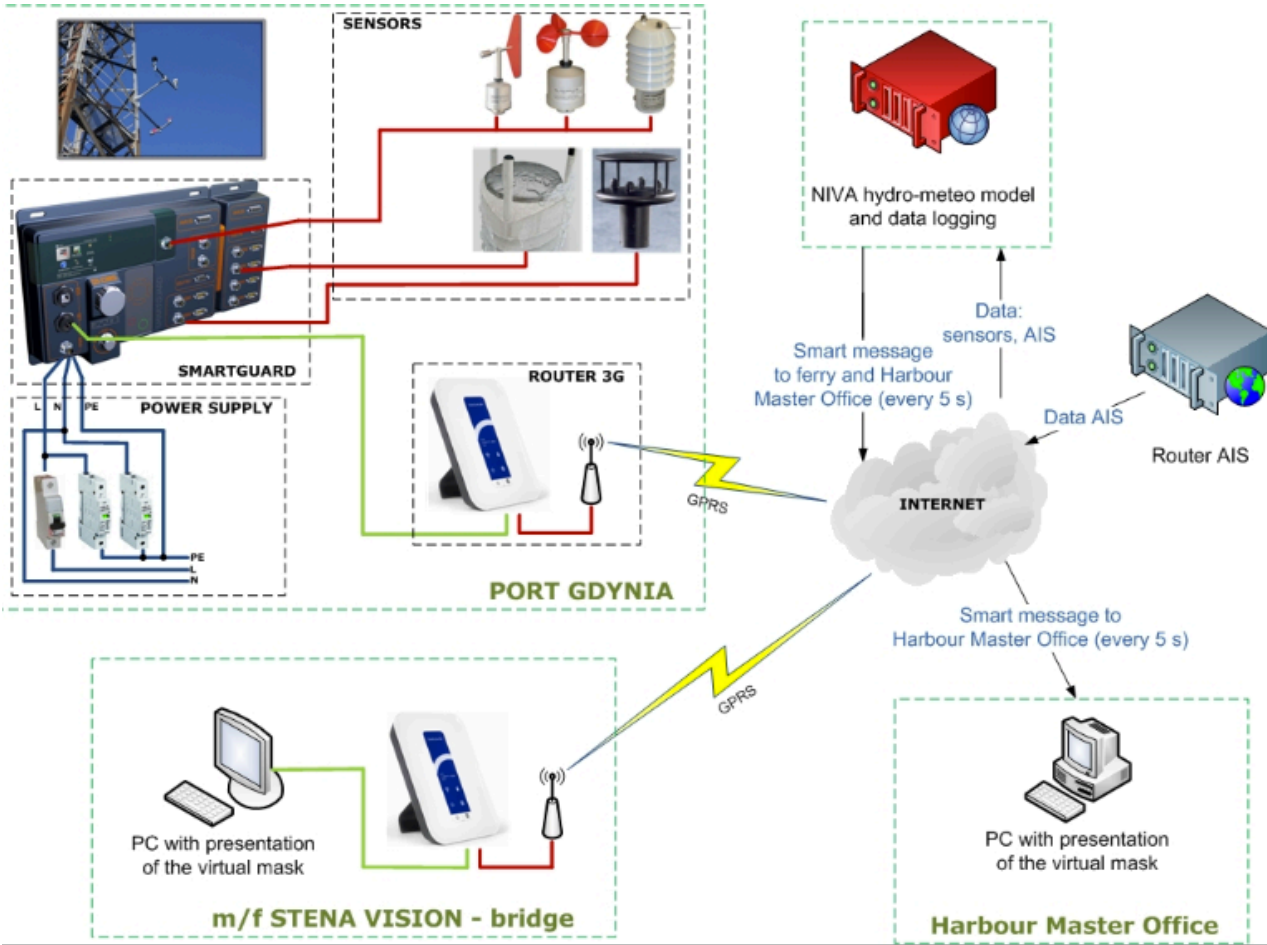 SENSORS
SMARTGUARD
L N PE
POWER SUPPLY
PE
L
N
ROUTER 3G
GPRS
PORT GDYNIA
NIVA hydro-meteo model
and data logging
Smart message
to ferry and Harbour
Master Office (every 5 s)
Data:
sensors, AIS
Data AIS
Router AIS
INTERNET
GPRS
Smart message to
Harbour Master Office (every 5 s)
PC with presentation
of the virtual mask
m/f STENA VISION - bridge
PC with presentation
of the virtual mask
Harbour Master Office